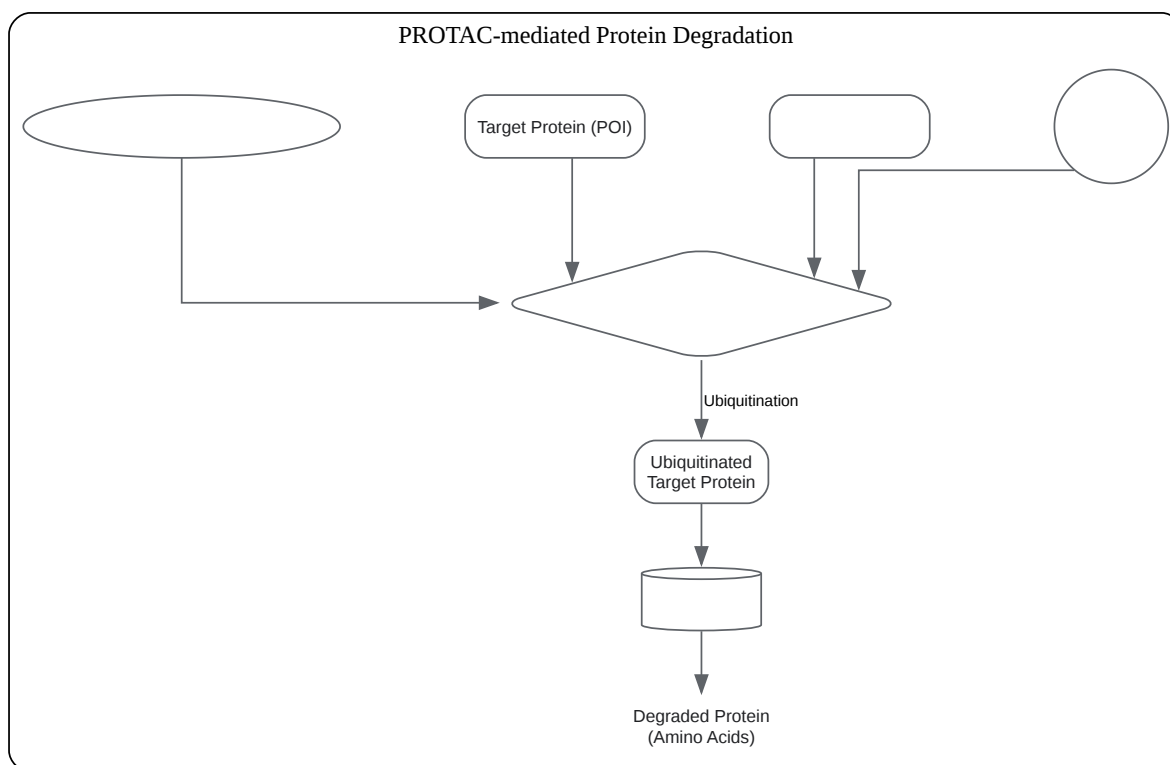 PROTAC-mediated Protein Degradation
Target Protein (POI)
Ubiquitination
Ubiquitinated
Target Protein
Degraded Protein
(Amino Acids)